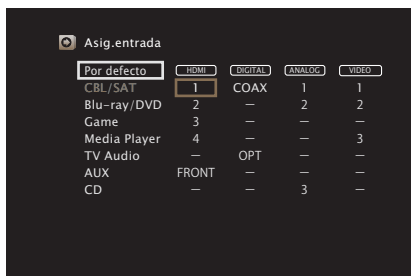 Asig.entrada
Por defecto HDMI DIGITAL ANALOG VIDEO
CBL/SAT 1 COAX 1 1
Blu-ray/DVD 2 – 2 2
Game 3 – – –
Media Player 4 – – 3
TV Audio – OPT – –
AUX FRONT – – –
CD – – 3 –